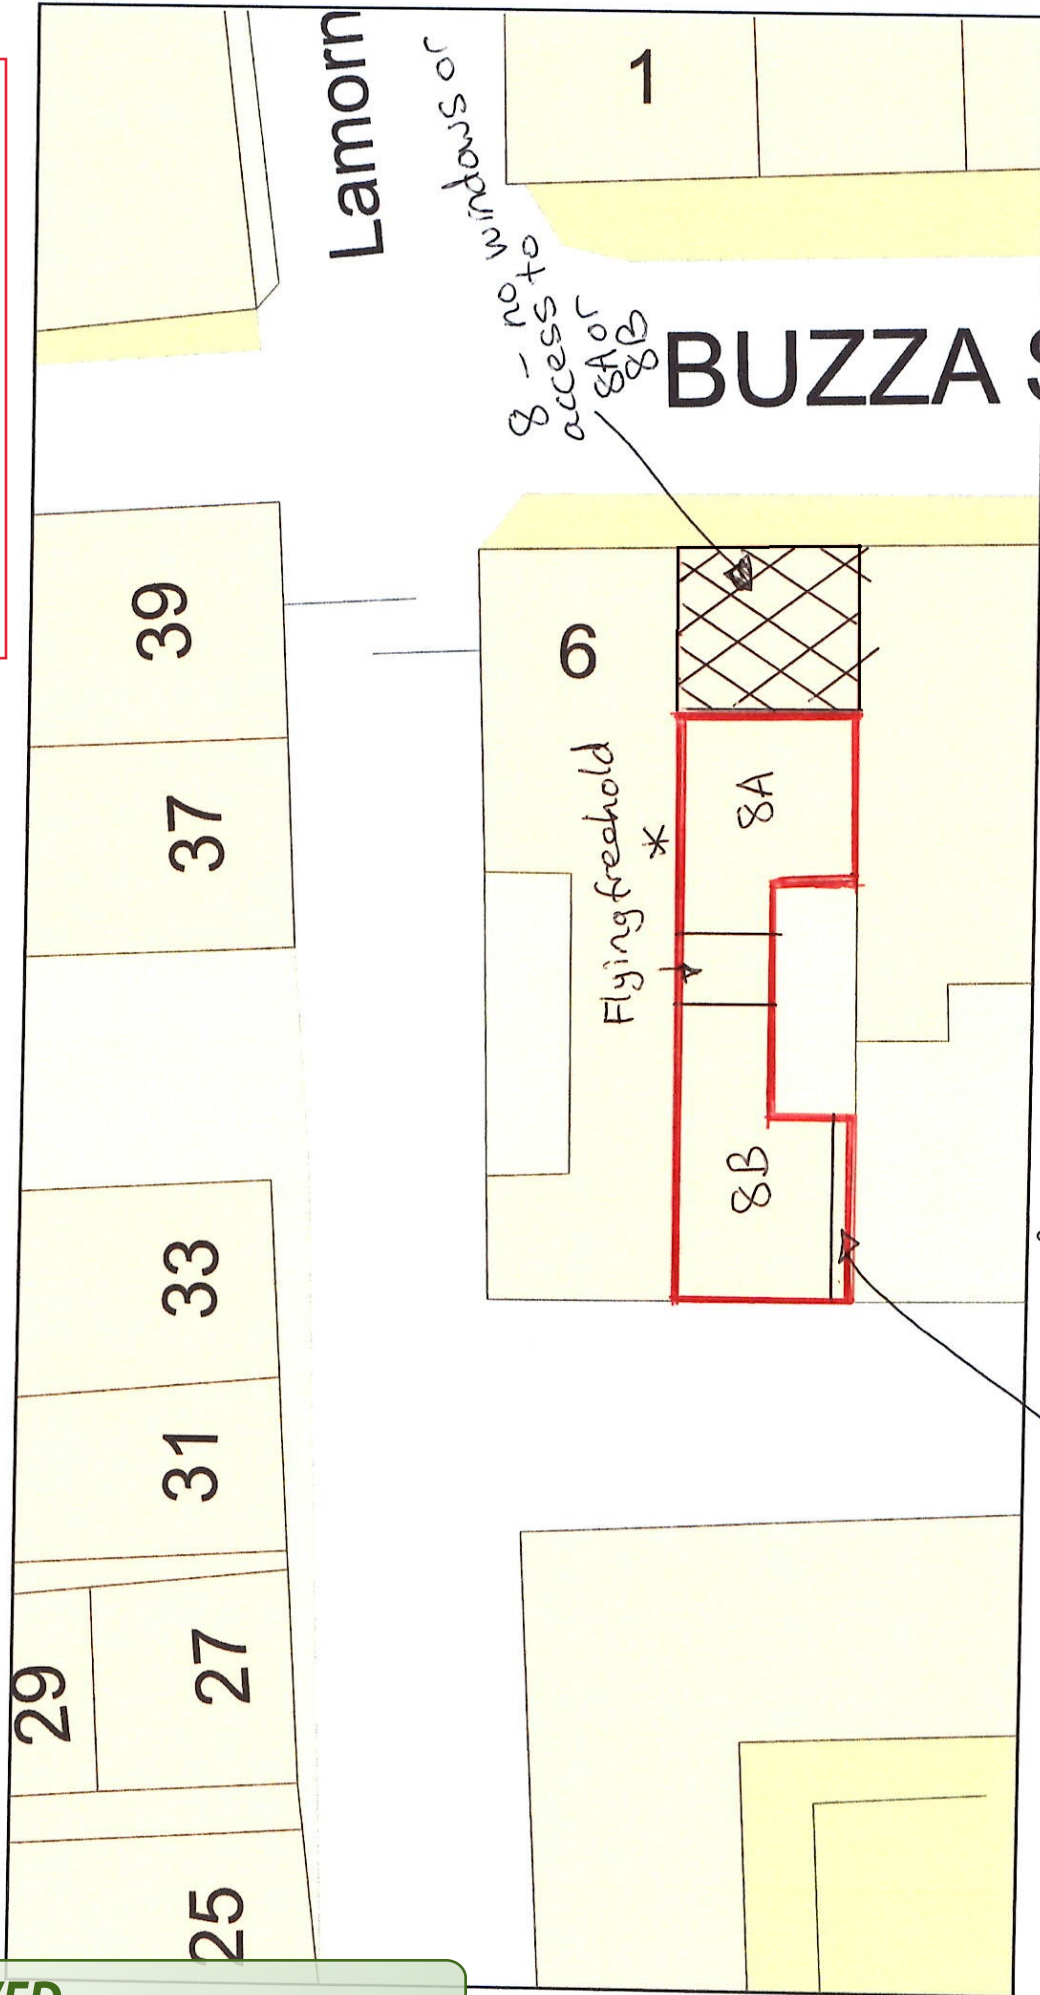 Lamorn
1
8 - no windows or
access to
8A or
8B
BUZZA S
39
6
37
Flying freehold
*
8A
8B
33
31
27
29
25